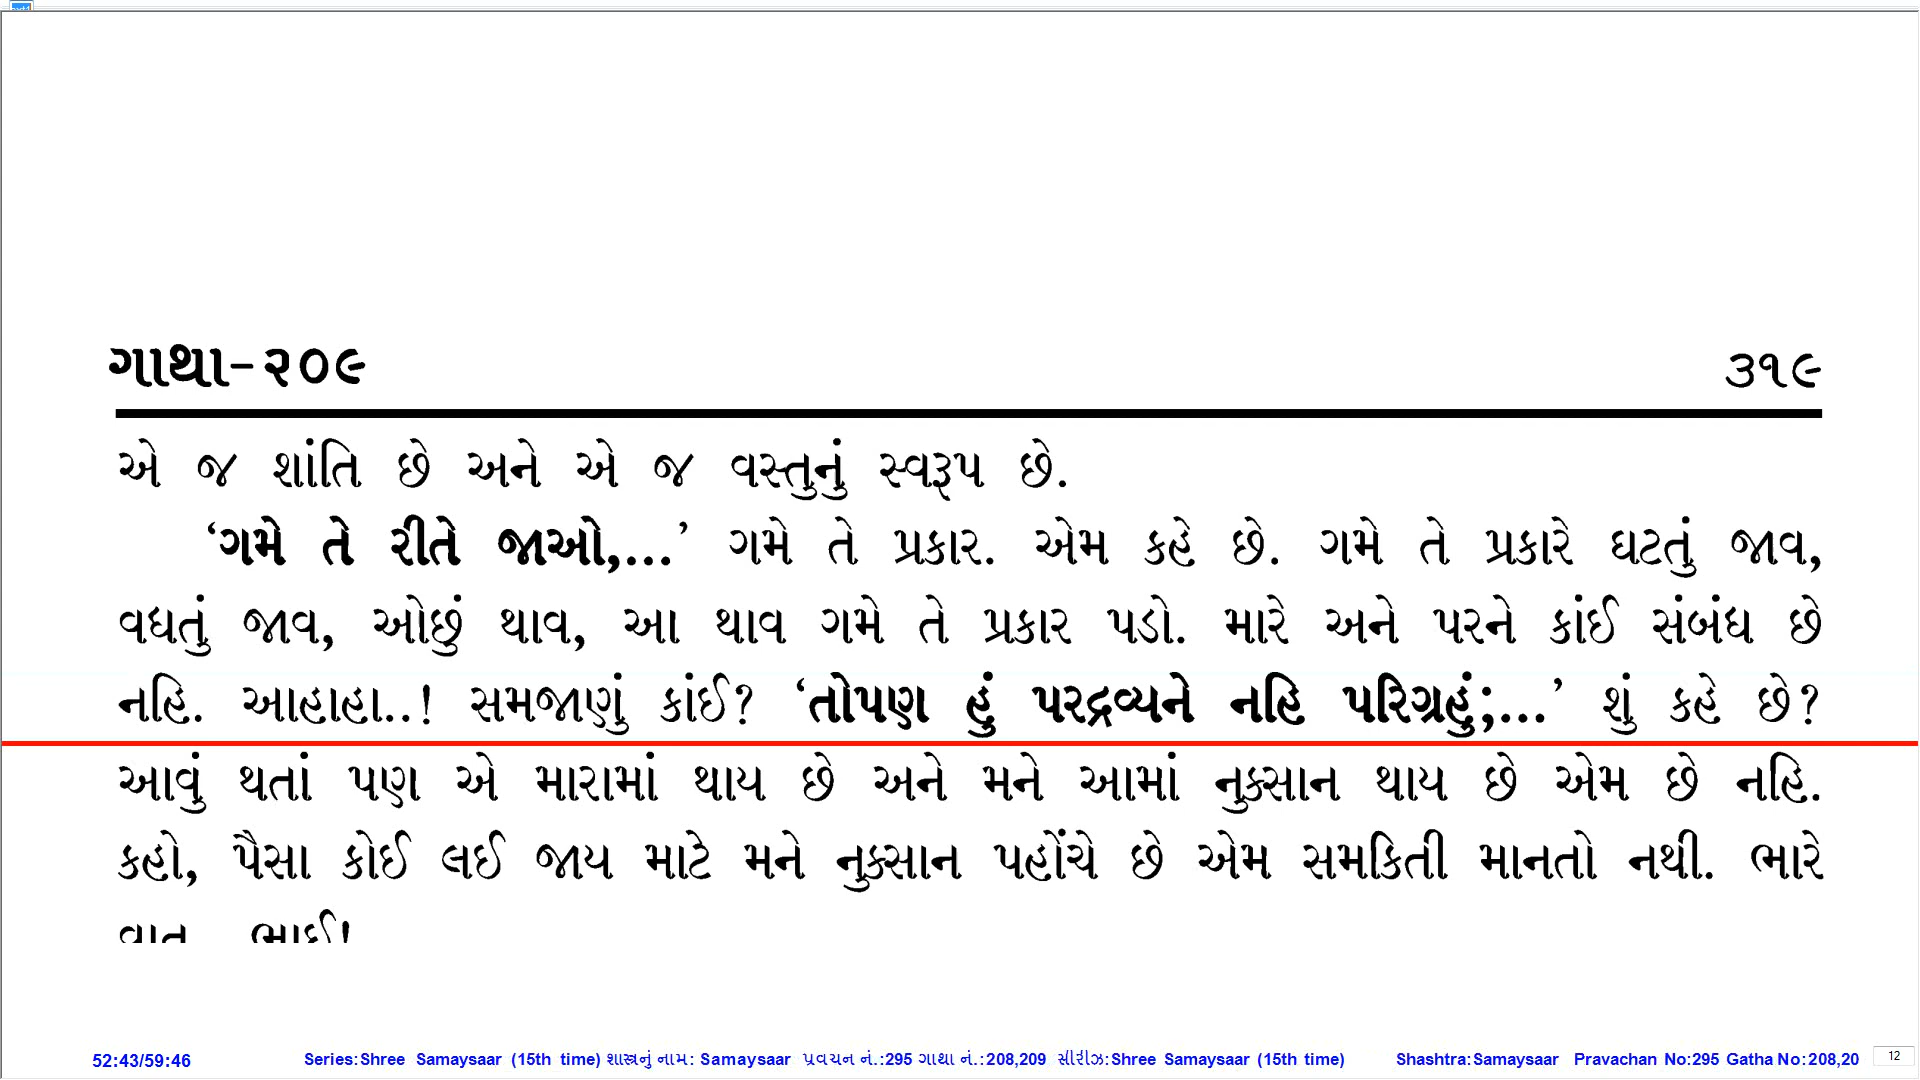 ગાથા-૨૦૯ ૩૧૯
એ જ શાંતિ છે અને એ જ વસ્તુનું સ્વરૂપ છે.
‘ગમે તે રીતે જાઓ,...’ ગમે તે પ્રકાર. એમ કહે છે. ગમે તે પ્રકારે ઘટતું જાવ,
વધતું જાવ, ઓછું થાવ, આ થાવ ગમે તે પ્રકાર પડો. મારે અને પરને કાંઈ સંબંધ છે
નહિ. આહાહા..! સમજાણું કાંઈ? ‘તોપણ હું પરદ્રવ્યને નહિ પરિગ્રહું;...’ શું કહે છે?
આવું થતાં પણ એ મારામાં થાય છે અને મને આમાં નુક્સાન થાય છે એમ છે નહિ.
કહો, પૈસા કોઈ લઈ જાય માટે મને નુક્સાન પહોંચે છે એમ સમકિતી માનતો નથી. ભારે
વાત ભાઈ!
52:43/59:46 Series:Shree Samaysaar (15th time) શાસ્ત્રનું નામ: Samaysaar પ્રવચન નં.:295 ગાથા નં.:208,209 સીરીઝ:Shree Samaysaar (15th time) Shashtra:Samaysaar Pravachan No:295 Gatha No:208,20 12